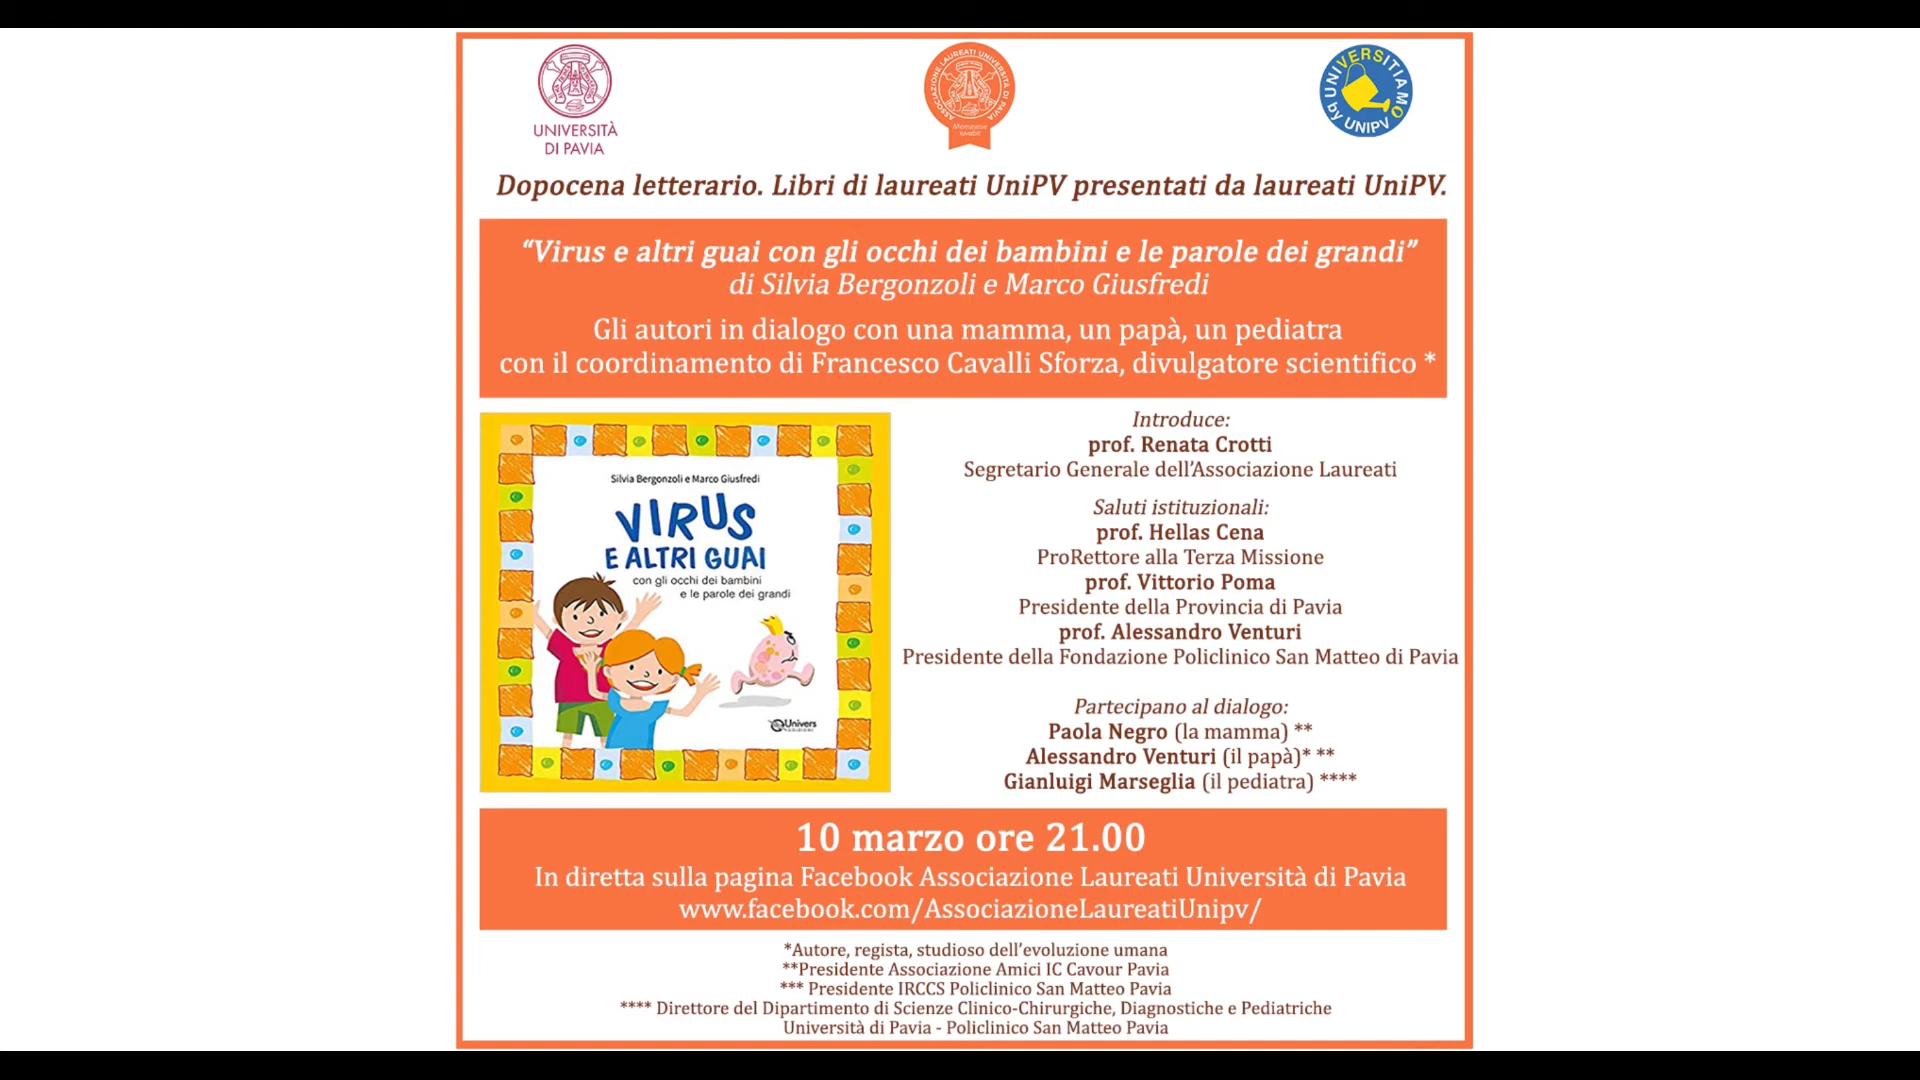 UNIVERSITÀ
DI PAVIA
ASSOCIAZIONE LAUREATI UNIVERSITÀ DI PAVIA
UNIVERSITIAMO
by UNIPV
Dopocena letterario. Libri di laureati UniPV presentati da laureati UniPV.
“Virus e altri guai con gli occhi dei bambini e le parole dei grandi”
di Silvia Bergonzoli e Marco Giusfredi
Gli autori in dialogo con una mamma, un papà, un pediatra
con il coordinamento di Francesco Cavalli Sforza, divulgatore scientifico *
Silvia Bergonzoli e Marco Giusfredi
VIRUS
E ALTRI GUAI
con gli occhi dei bambini
e le parole dei grandi
Univers
EDIZIONI
Introduce:
prof. Renata Crotti
Segretario Generale dell’Associazione Laureati
Saluti istituzionali:
prof. Hellas Cena
ProRettore alla Terza Missione
prof. Vittorio Poma
Presidente della Provincia di Pavia
prof. Alessandro Venturi
Presidente della Fondazione Policlinico San Matteo di Pavia
Partecipano al dialogo:
Paola Negro (la mamma) **
Alessandro Venturi (il papà)* **
Gianluigi Marseglia (il pediatra) ****
10 marzo ore 21.00
In diretta sulla pagina Facebook Associazione Laureati Università di Pavia
www.facebook.com/AssociazioneLaureatiUnipv/
*Autore, regista, studioso dell’evoluzione umana
**Presidente Associazione Amici IC Cavour Pavia
*** Presidente IRCCS Policlinico San Matteo Pavia
**** Direttore del Dipartimento di Scienze Clinico-Chirurgiche, Diagnostiche e Pediatriche
Università di Pavia - Policlinico San Matteo Pavia